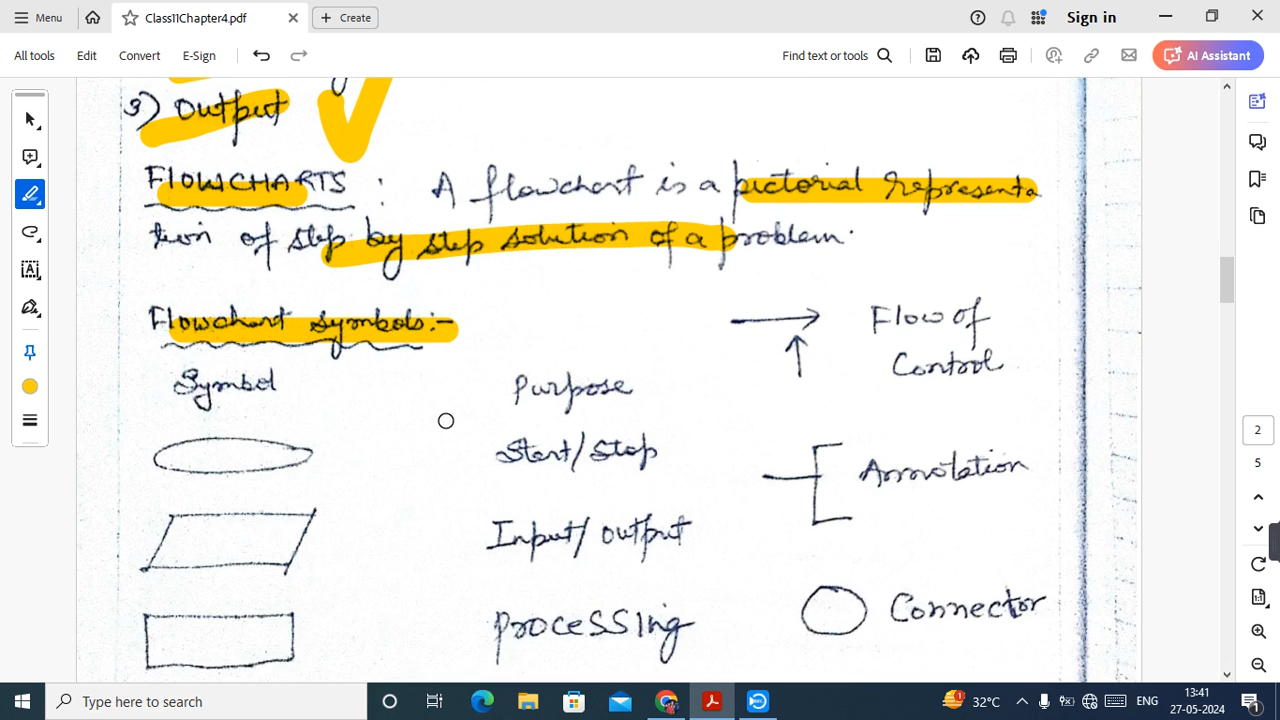 Menu
Class11Chapter4.pdf
Create
Sign in
All tools
Edit
Convert
E-Sign
Find text or tools
AI Assistant
3) Output
FLOWCHARTS : A flowchart is a pictorial representa
tion of step by step solution of a problem.
Flowchart symbols:-
Symbol
Purpose
Start/Stop
Input/output
Processing
Flow of
Control
Annotation
Connector
2
5
Type here to search
1
32°C
ENG
13:41
27-05-2024
1